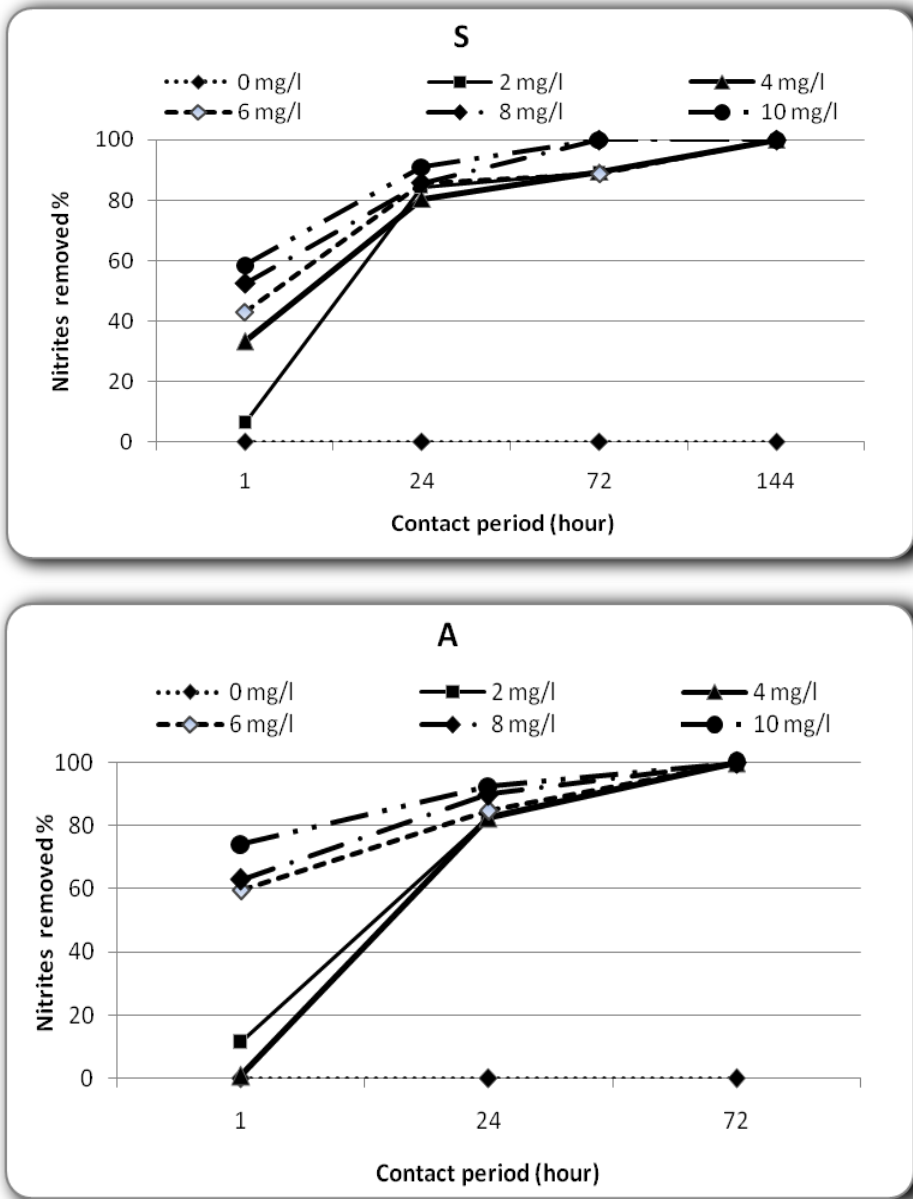 S
0 mg/l 2 mg/l 4 mg/l
6 mg/l 8 mg/l 10 mg/l
100
80
60
40
20
0
Nitrites removed %
1 24 72 144
Contact period (hour)
A
0 mg/l 2 mg/l 4 mg/l
6 mg/l 8 mg/l 10 mg/l
100
80
60
40
20
0
Nitrites removed %
1 24 72
Contact period (hour)